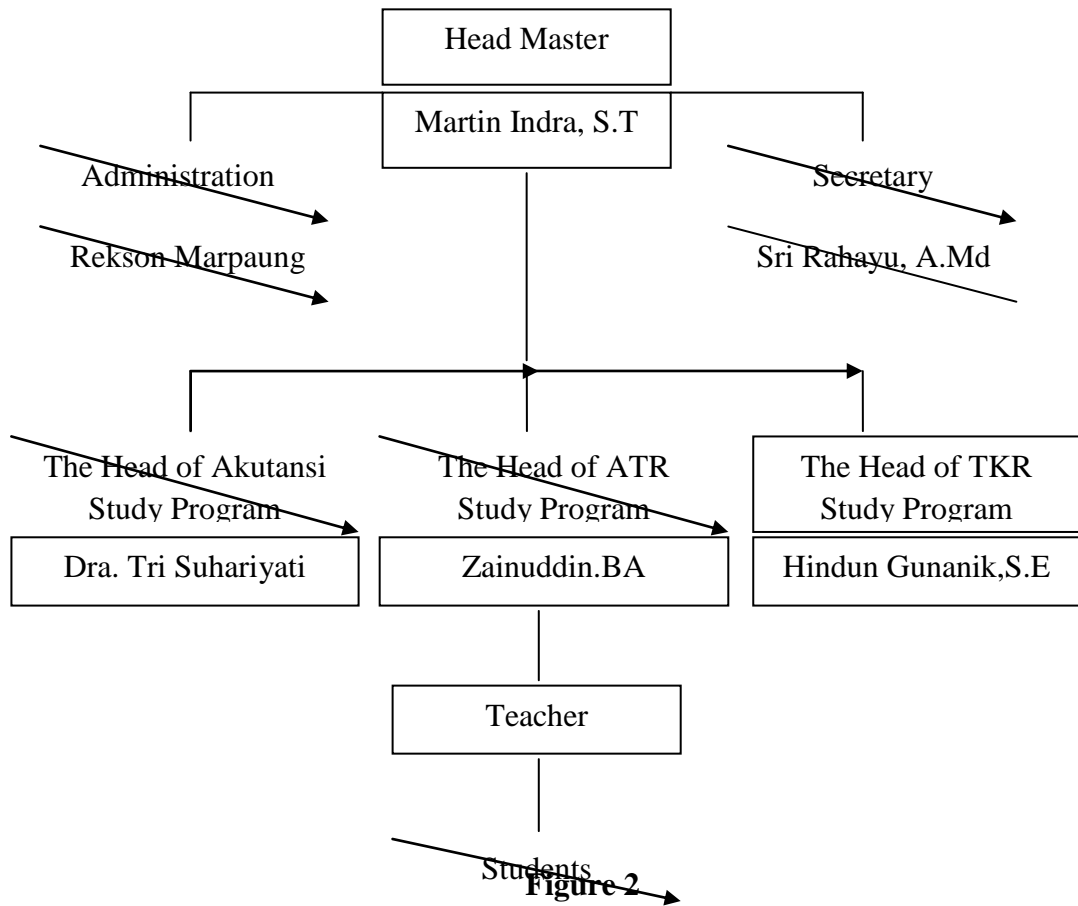 Head Master
Martin Indra, S.T
Administration
Secretary
Rekson Marpaung
Sri Rahayu, A.Md
The Head of Akutansi
Study Program
The Head of ATR
Study Program
The Head of TKR
Study Program
Dra. Tri Suhariyati
Zainuddin.BA
Hindun Gunanik,S.E
Teacher
Students
Figure 2